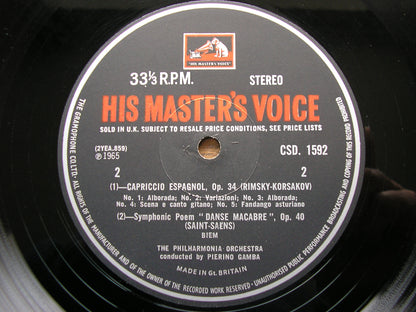 "HIS MASTER'S VOICE"
33⅓ R.P.M. STEREO
HIS MASTER'S VOICE
SOLD IN U.K. SUBJECT TO RESALE PRICE CONDITIONS, SEE PRICE LISTS
(2YEA.859) CSD. 1592
℗1965
2 2
(1)—CAPRICCIO ESPAGNOL, Op. 34 (RIMSKY-KORSAKOV)
No. 1: Alborada; No. 2: Variazioni; No. 3: Alborada;
No. 4: Scena e canto gitano; No. 5: Fandango asturiano
(2)—Symphonic Poem "DANSE MACABRE", Op. 40
(SAINT-SAENS)
BIEM
THE PHILHARMONIA ORCHESTRA
conducted by PIERINO GAMBA
MADE IN GT. BRITAIN
THE GRAMOPHONE CO. LTD. ALL RIGHTS OF THE MANUFACTURER AND OF THE OWNER OF THE RECORDED WORK RESERVED UNAUTHORISED PUBLIC PERFORMANCE BROADCASTING AND COPYING OF THIS RECORD PROHIBITED